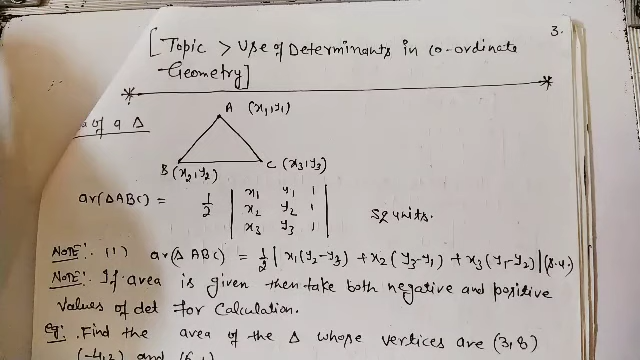 3.
[Topic > Use of Determinants in co-ordinate
Geometry]
of a Δ
A (x₁,y₁)
B (x₂,y₂)
C (x₃,y₃)
ar(ΔABC) = 1/2 | x₁ y₁ 1 |
| x₂ y₂ 1 | sq units.
| x₃ y₃ 1 |
NOTE:. (1) ar(Δ ABC) = 1/2 | x₁(y₂-y₃) + x₂(y₃-y₁) + x₃(y₁-y₂) | (s.u)
NOTE:. If area is given then take both negative and positive
values of det for calculation.
eg:. Find the area of the Δ whose vertices are (3,8)
(-4,2) and